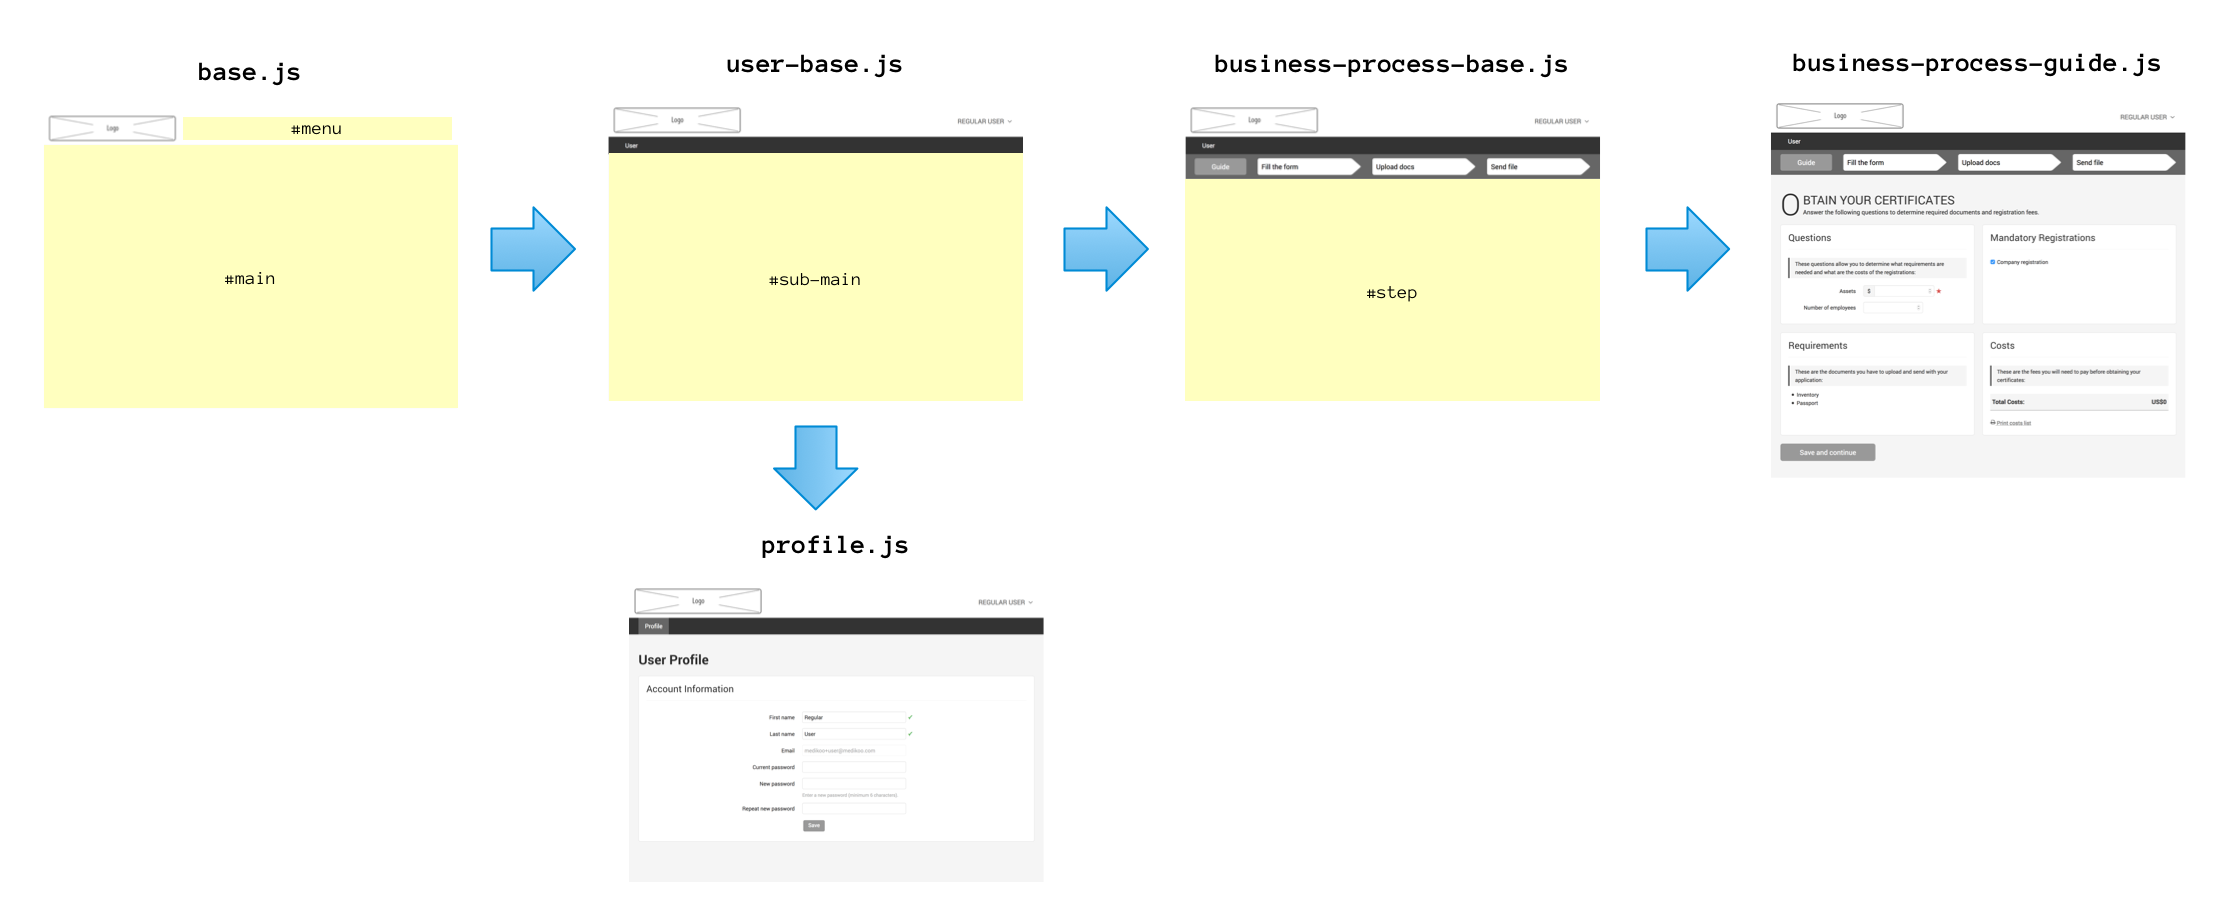 base.js
Logo
#menu
#main
user-base.js
Logo
REGULAR USER
User
#sub-main
business-process-base.js
Logo
REGULAR USER
User
Guide
Fill the form
Upload docs
Send file
#step
business-process-guide.js
Logo
REGULAR USER
User
Guide
Fill the form
Upload docs
Send file
OBTAIN YOUR CERTIFICATES
Answer the following questions to determine required documents and registration fees.
Questions
These questions allow you to determine what requirements are
needed and what are the costs of the registrations:
Assets $ *
Number of employees
Mandatory Registrations
Company registration
Requirements
These are the documents you have to upload and send with your
application:
Inventory
Passport
Costs
These are the fees you will need to pay before obtaining your
certificates:
Total Costs: US$0
Print costs list
Save and continue
profile.js
Logo
REGULAR USER
Profile
User Profile
Account Information
First name Regular
Last name User
Email medikoo+user@medikoo.com
Current password
New password
Enter a new password (minimum 5 characters)
Repeat new password
Save